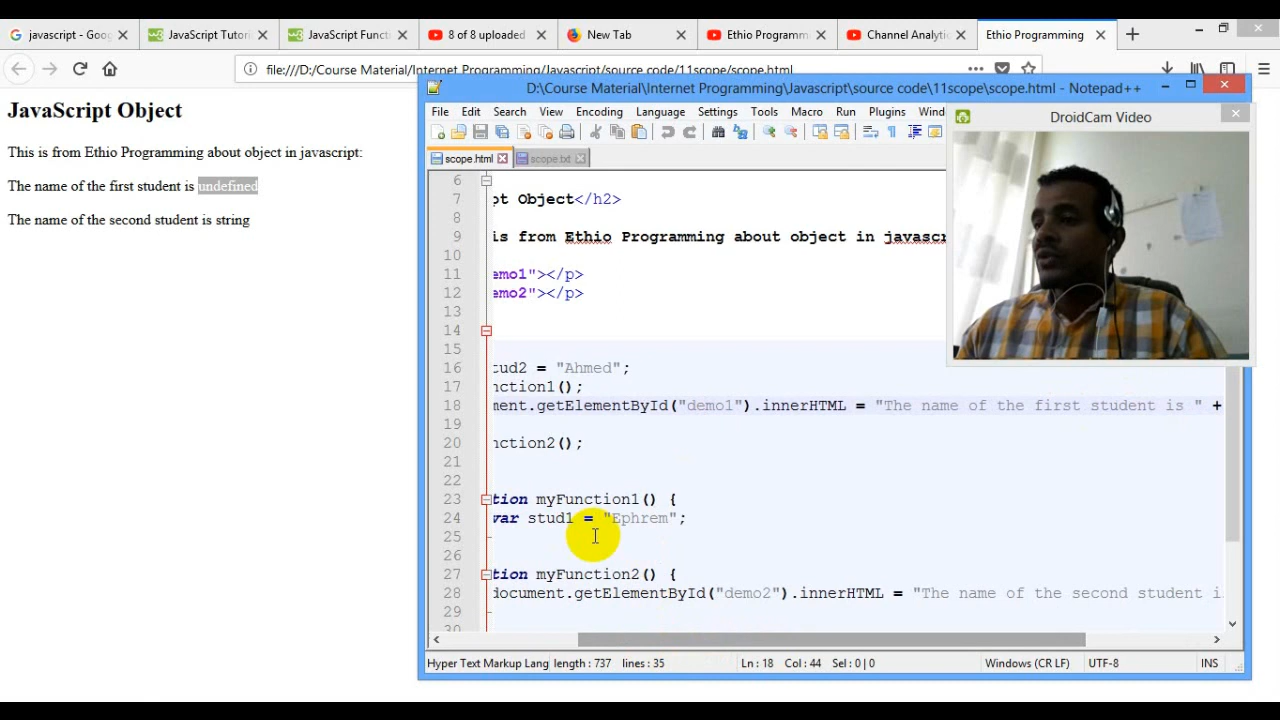 javascript - Goog
JavaScript Tutori
JavaScript Functi
8 of 8 uploade
New Tab
Ethio Programm
Channel Analytic
Ethio Programming
file:///D:/Course Material/Internet Programming/Javascript/source code/11scope/scope.html
JavaScript Object
This is from Ethio Programming about object in javascript:
The name of the first student is undefined
The name of the second student is string
D:\Course Material\Internet Programming\Javascript\source code\11scope\scope.html - Notepad++
File Edit Search View Encoding Language Settings Tools Macro Run Plugins Wind
DroidCam Video
scope.html
scope.txt
6
7 pt Object</h2>
8
9 is from Ethio Programming about object in javascr
10
11 emo1"></p>
12 emo2"></p>
13
14
15
16 tud2 = "Ahmed";
17 nction1();
18 ment.getElementById("demo1").innerHTML = "The name of the first student is " +
19
20 nction2();
21
22
23 tion myFunction1() {
24 var stud1 = "Ephrem";
25
26
27 tion myFunction2() {
28 document.getElementById("demo2").innerHTML = "The name of the second student i
29
30
Hyper Text Markup Lang length : 737 lines : 35 Ln : 18 Col : 44 Sel : 0 | 0 Windows (CR LF) UTF-8 INS